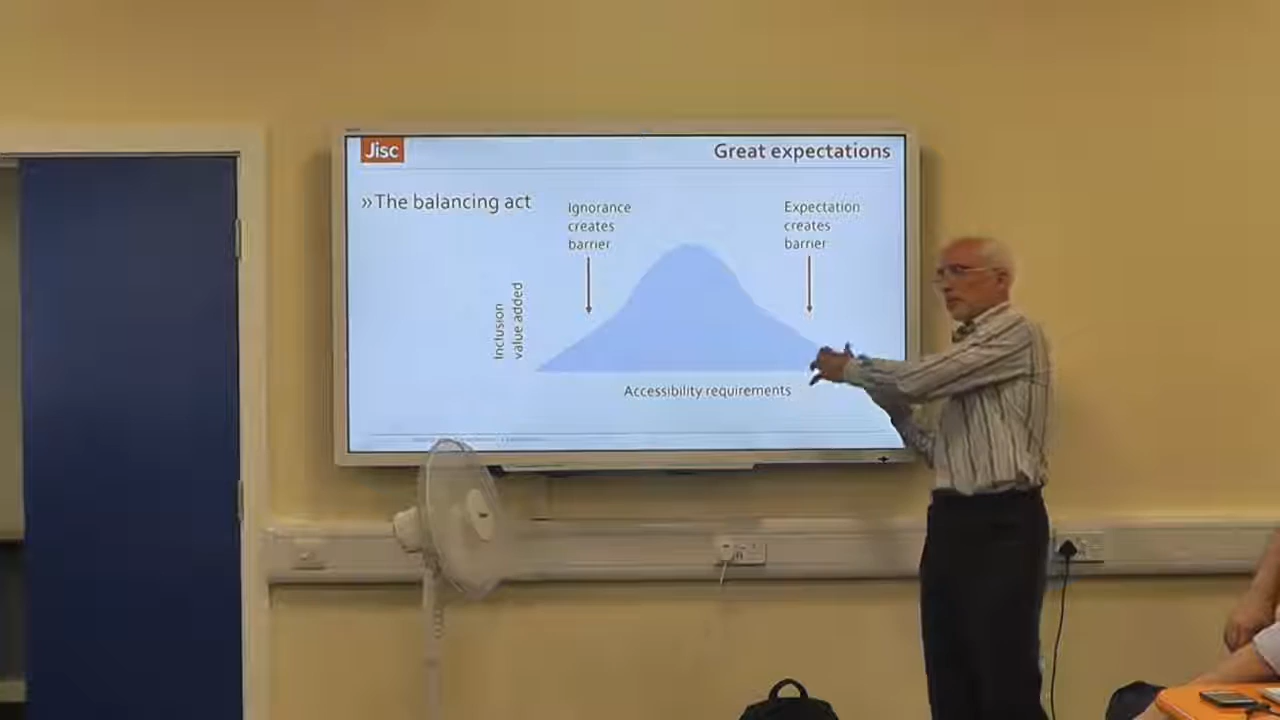 Jisc
Great expectations
»The balancing act
Ignorance
creates
barrier
Expectation
creates
barrier
Inclusion
value added
Accessibility requirements